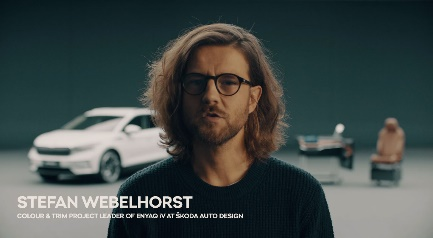 STEFAN WEBELHORST
COLOUR & TRIM PROJECT LEADER OF ENYAQ iV AT ŠKODA AUTO DESIGN